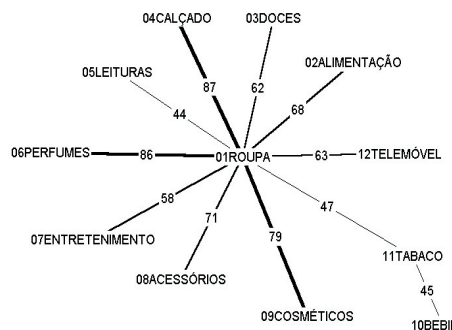 04CALÇADO
03DOCES
02ALIMENTAÇÃO
05LEITURAS
87
62
68
44
06PERFUMES
86
01ROUPA
63
12TELEMÓVEL
58
71
47
79
07ENTRETENIMENTO
08ACESSÓRIOS
11TABACO
45
09COSMÉTICOS
10BEBI